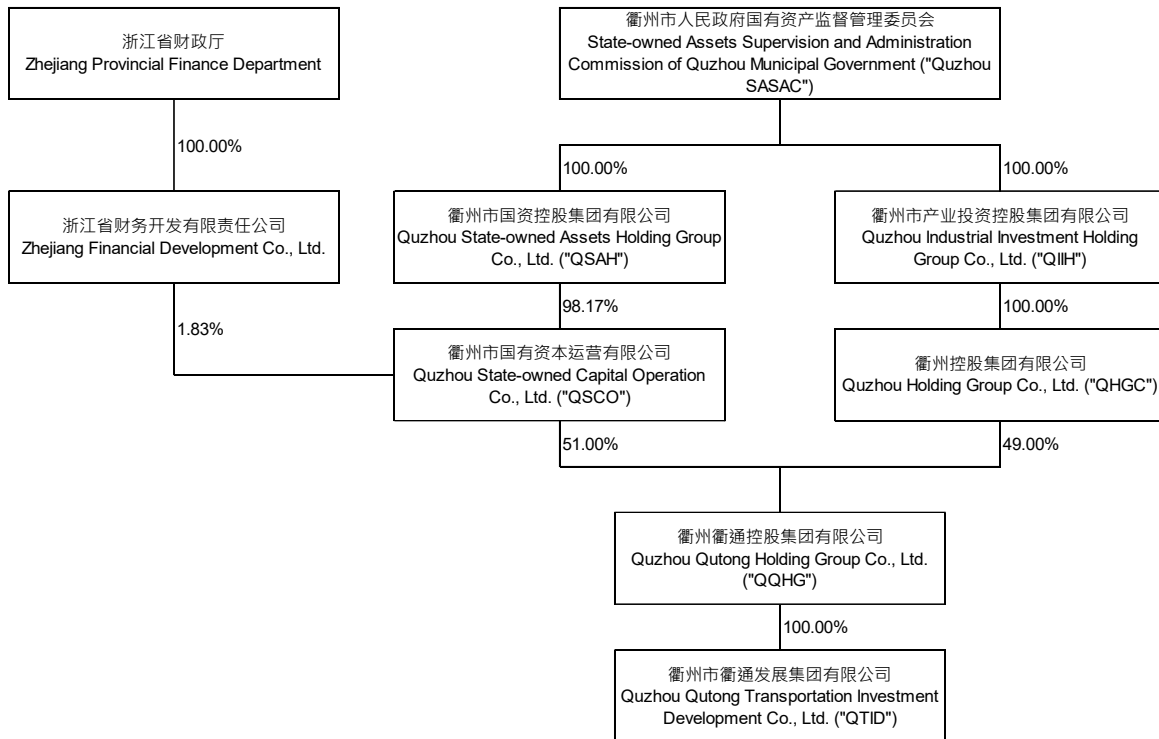 浙江省财政厅
Zhejiang Provincial Finance Department
衢州市人民政府国有资产监督管理委员会
State-owned Assets Supervision and Administration
Commission of Quzhou Municipal Government ("Quzhou
SASAC")
100.00%
100.00%
100.00%
浙江省财务开发有限责任公司
Zhejiang Financial Development Co., Ltd.
衢州市国资控股集团有限公司
Quzhou State-owned Assets Holding Group
Co., Ltd. ("QSAH")
衢州市产业投资控股集团有限公司
Quzhou Industrial Investment Holding
Group Co., Ltd. ("QIIH")
1.83%
98.17%
100.00%
衢州市国有资本运营有限公司
Quzhou State-owned Capital Operation
Co., Ltd. ("QSCO")
衢州控股集团有限公司
Quzhou Holding Group Co., Ltd. ("QHGC")
51.00%
49.00%
衢州衢通控股集团有限公司
Quzhou Qutong Holding Group Co., Ltd.
("QQHG")
100.00%
衢州市衢通发展集团有限公司
Quzhou Qutong Transportation Investment
Development Co., Ltd. ("QTID")